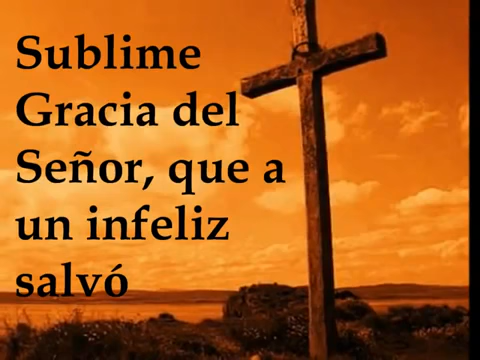 Sublime
Gracia del
Señor, que a
un infeliz
salvó